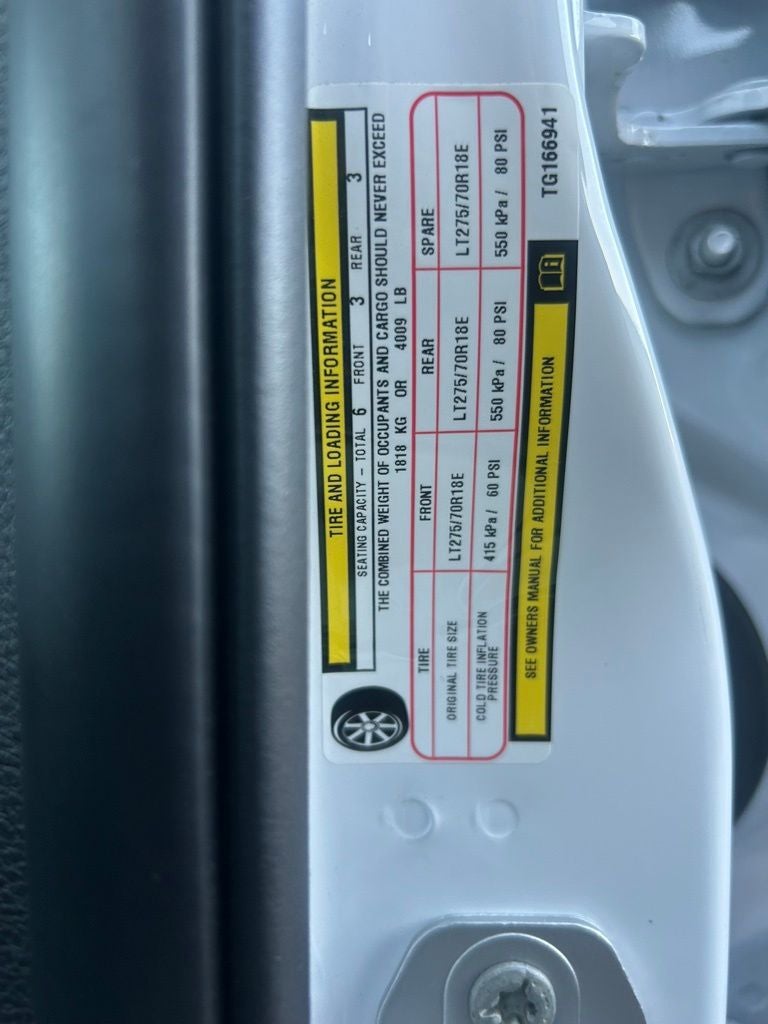 TIRE AND LOADING INFORMATION
SEATING CAPACITY – TOTAL 6 FRONT 3 REAR 3
THE COMBINED WEIGHT OF OCCUPANTS AND CARGO SHOULD NEVER EXCEED
1818 KG OR 4009 LB
TIRE FRONT REAR SPARE
ORIGINAL TIRE SIZE LT275/70R18E LT275/70R18E LT275/70R18E
COLD TIRE INFLATION
PRESSURE 415 kPa/ 60 PSI 550 kPa/ 80 PSI 550 kPa/ 80 PSI
SEE OWNERS MANUAL FOR ADDITIONAL INFORMATION
TG166941